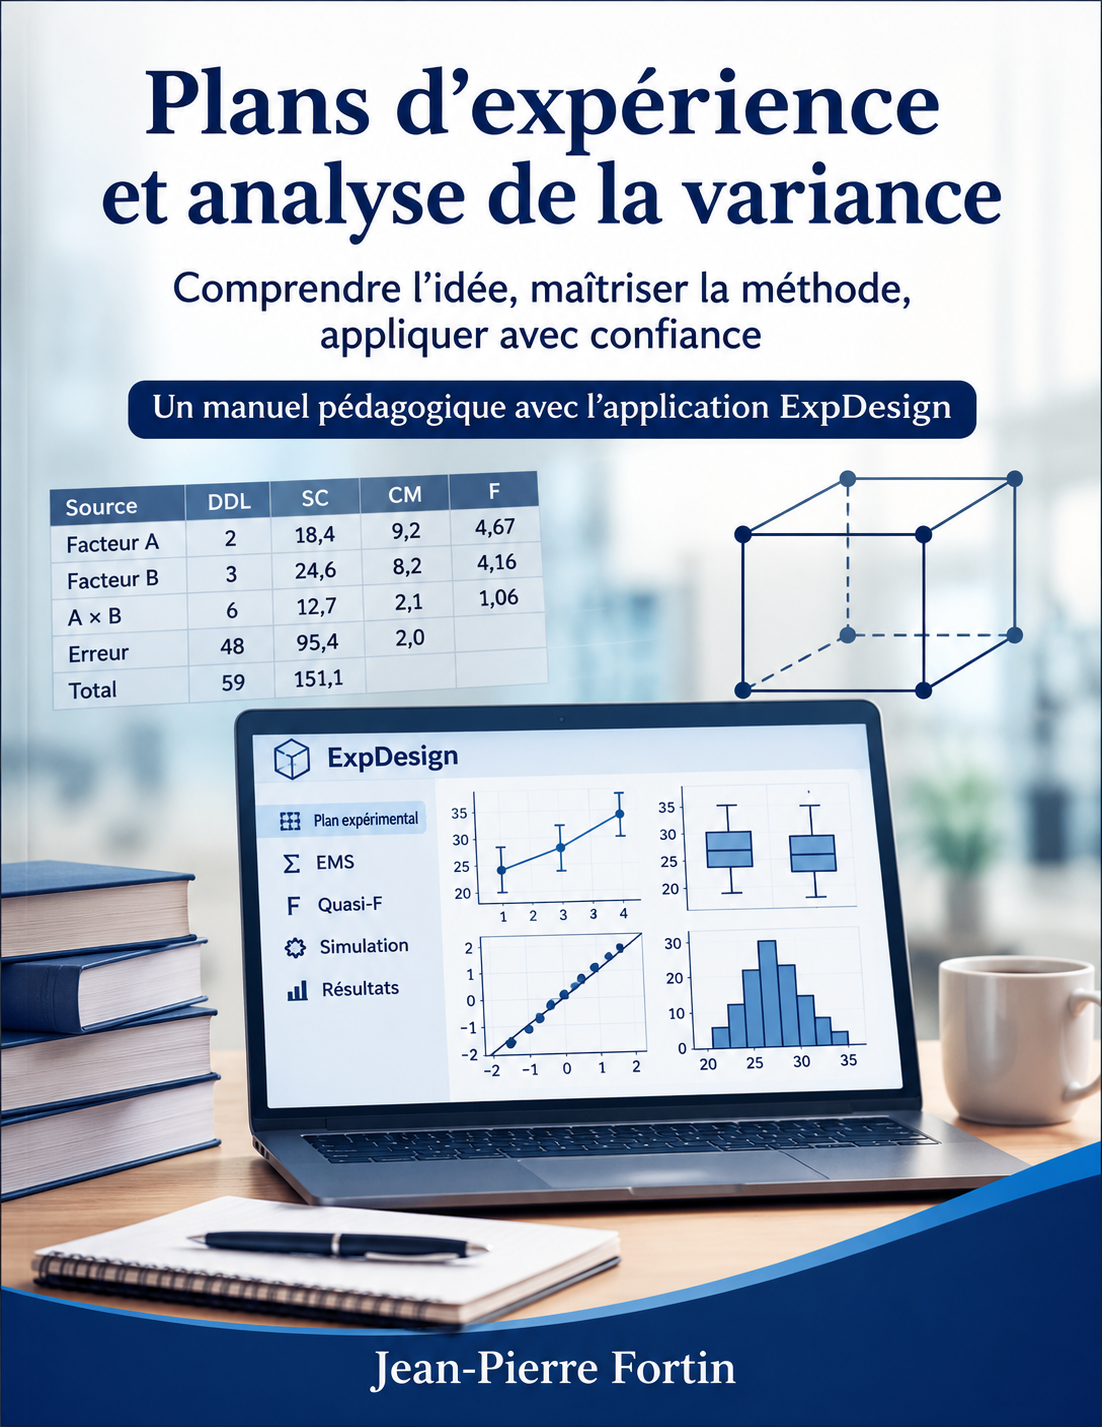 Plans d’expérience
et analyse de la variance
Comprendre l’idée, maîtriser la méthode,
appliquer avec confiance
Un manuel pédagogique avec l’application ExpDesign
Source DDL SC CM F
Facteur A 2 18,4 9,2 4,67
Facteur B 3 24,6 8,2 4,16
A × B 6 12,7 2,1 1,06
Erreur 48 95,4 2,0
Total 59 151,1
ExpDesign
Plan expérimental
Σ EMS
F Quasi-F
Simulation
Résultats
35
30
25
20
1 2 3 3 4
35
30
25
20
2
1
0
−1
−2
−2 −1 0 1 2
30
20
10
0
20 25 30 35
Jean-Pierre Fortin